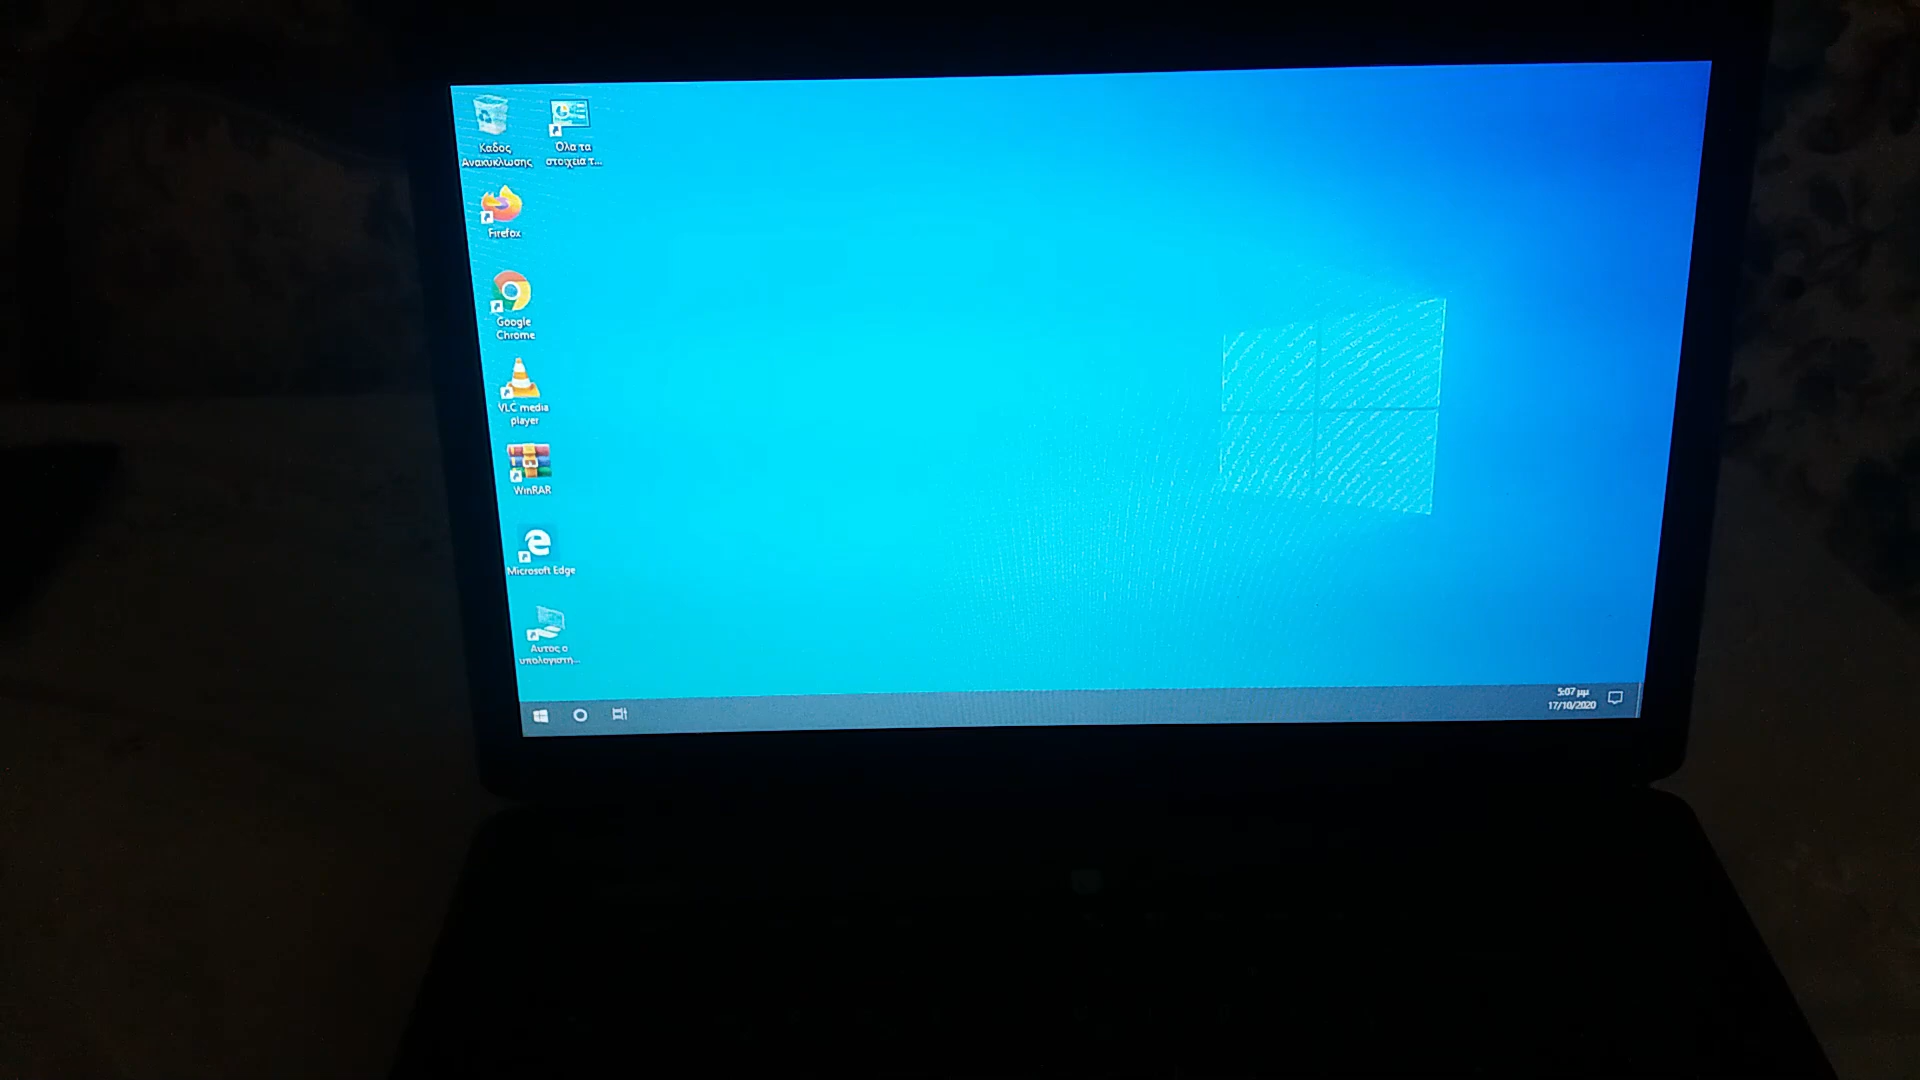 Κάδος
Ανακύκλωσης
Όλα τα
στοιχεία τ...
Firefox
Google
Chrome
VLC media
player
WinRAR
Microsoft Edge
Αυτός ο
υπολογιστή...
5:07 μμ
17/10/2020